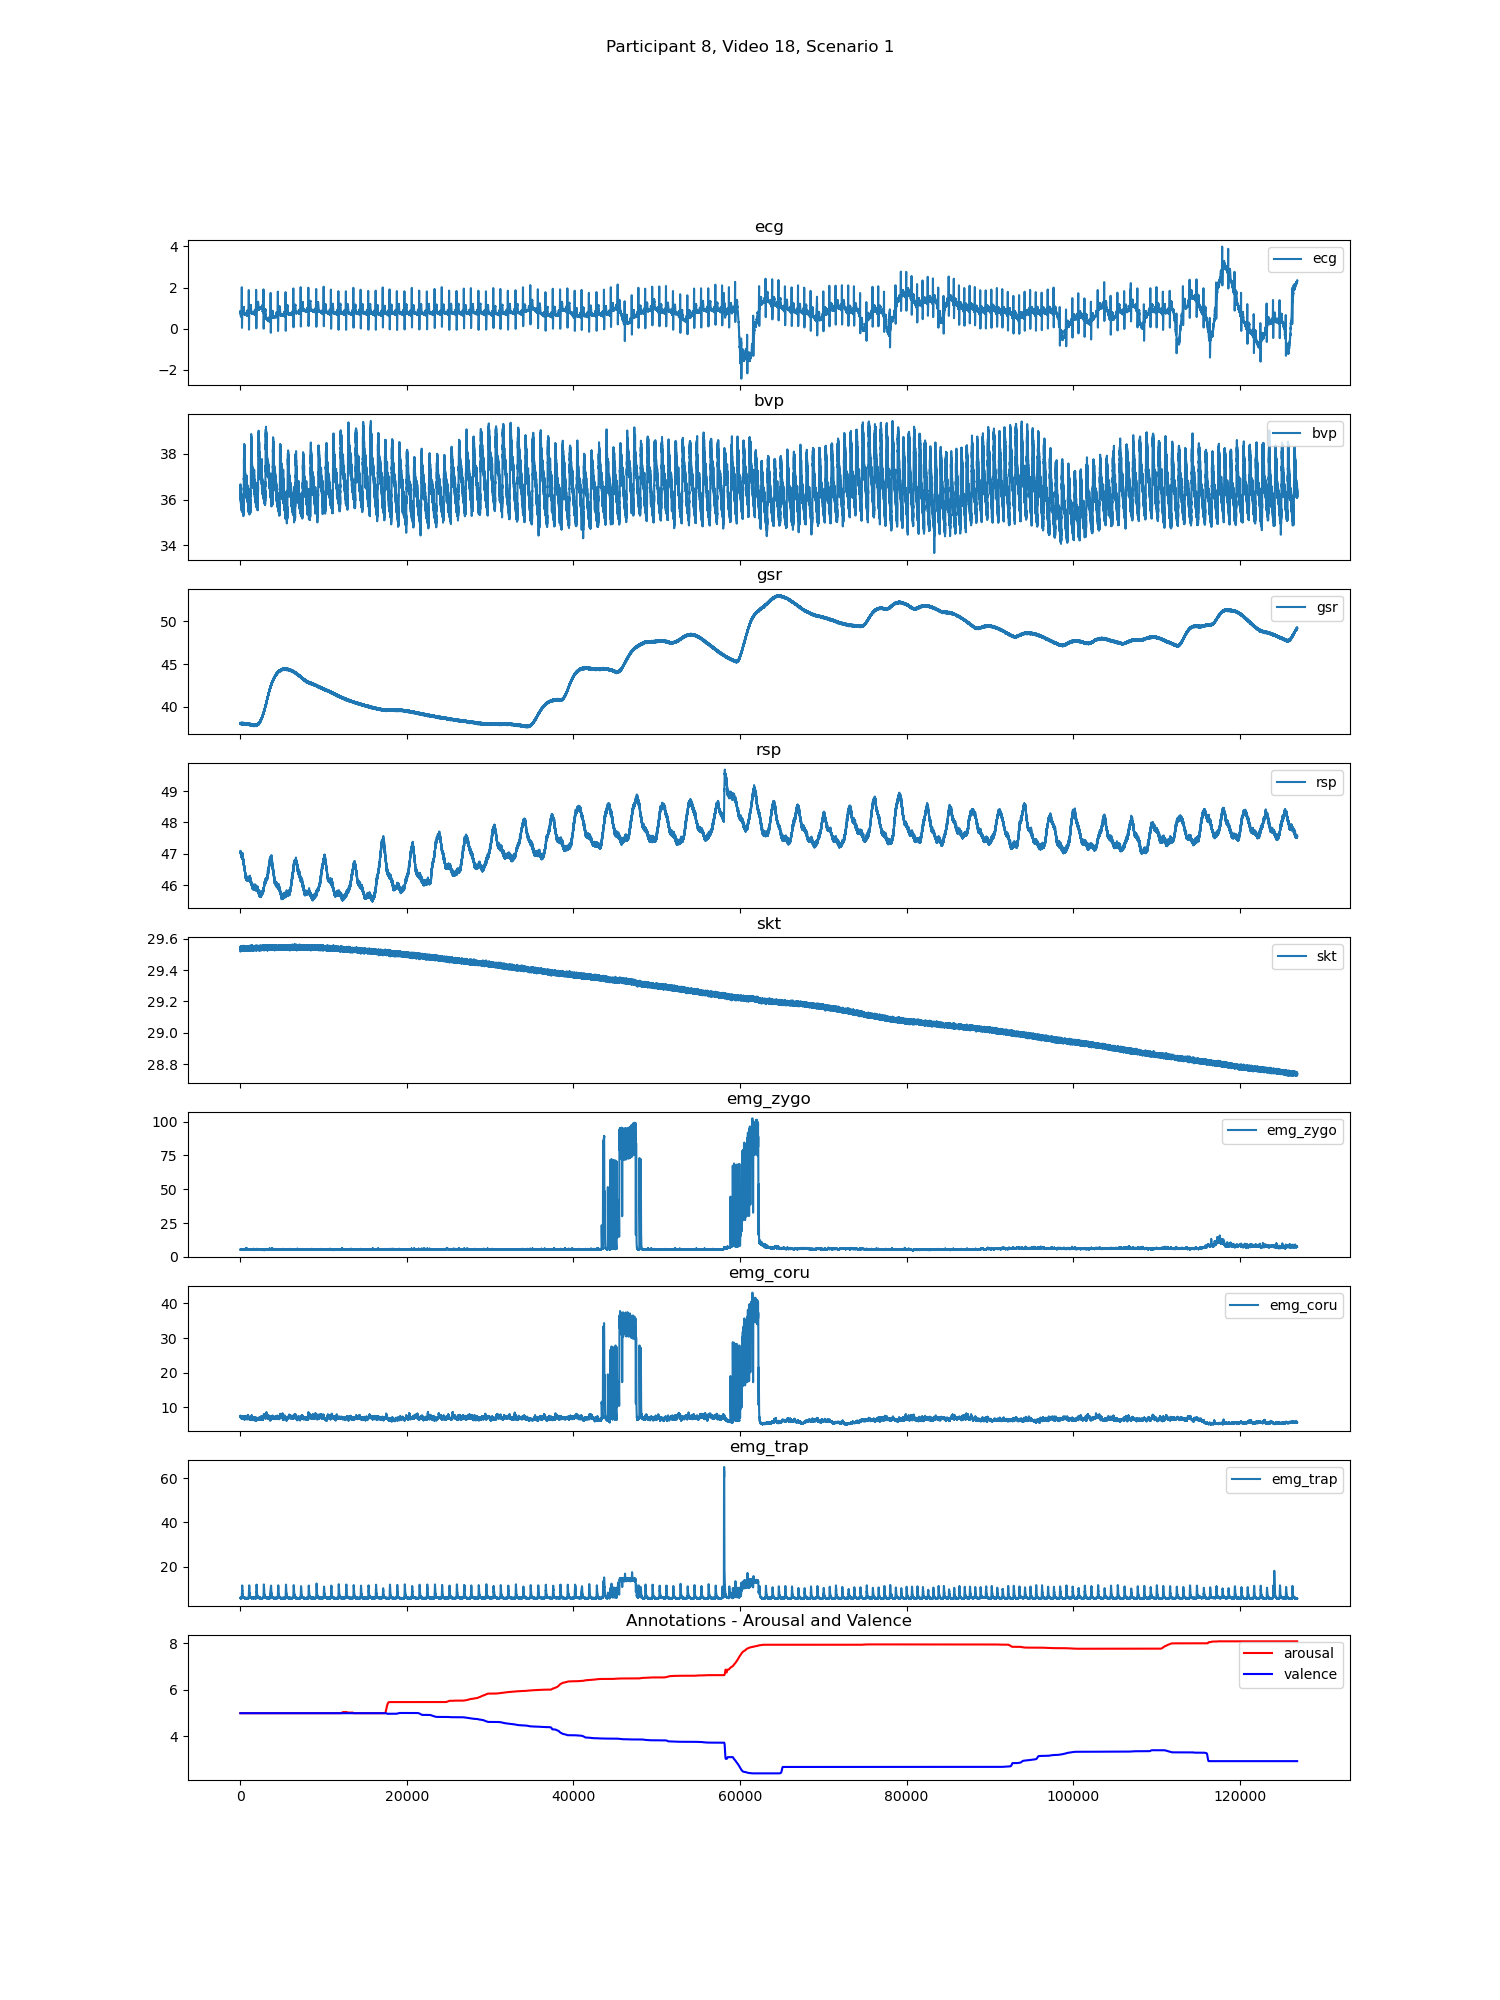 Participant 8, Video 18, Scenario 1
ecg
4
2
0
−2
ecg
bvp
38
36
34
bvp
gsr
50
45
40
gsr
rsp
49
48
47
46
rsp
skt
29.6
29.4
29.2
29.0
28.8
skt
emg_zygo
100
75
50
25
0
emg_zygo
emg_coru
40
30
20
10
emg_coru
emg_trap
60
40
20
emg_trap
Annotations - Arousal and Valence
8
6
4
arousal
valence
0 20000 40000 60000 80000 100000 120000